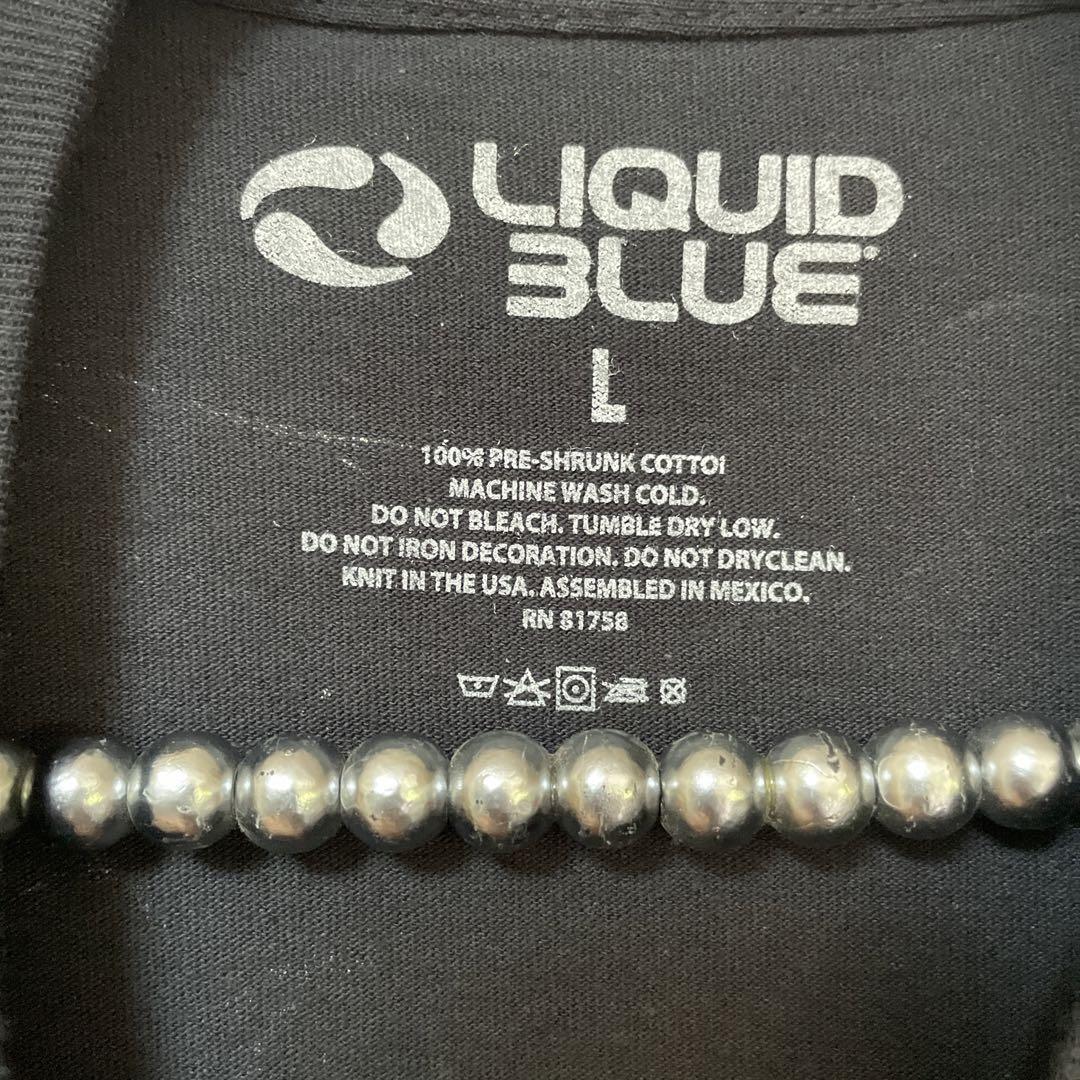 LIQUID
BLUE®
L
100% PRE-SHRUNK COTTO
MACHINE WASH COLD.
DO NOT BLEACH. TUMBLE DRY LOW.
DO NOT IRON DECORATION. DO NOT DRYCLEAN.
KNIT IN THE USA. ASSEMBLED IN MEXICO.
RN 81758